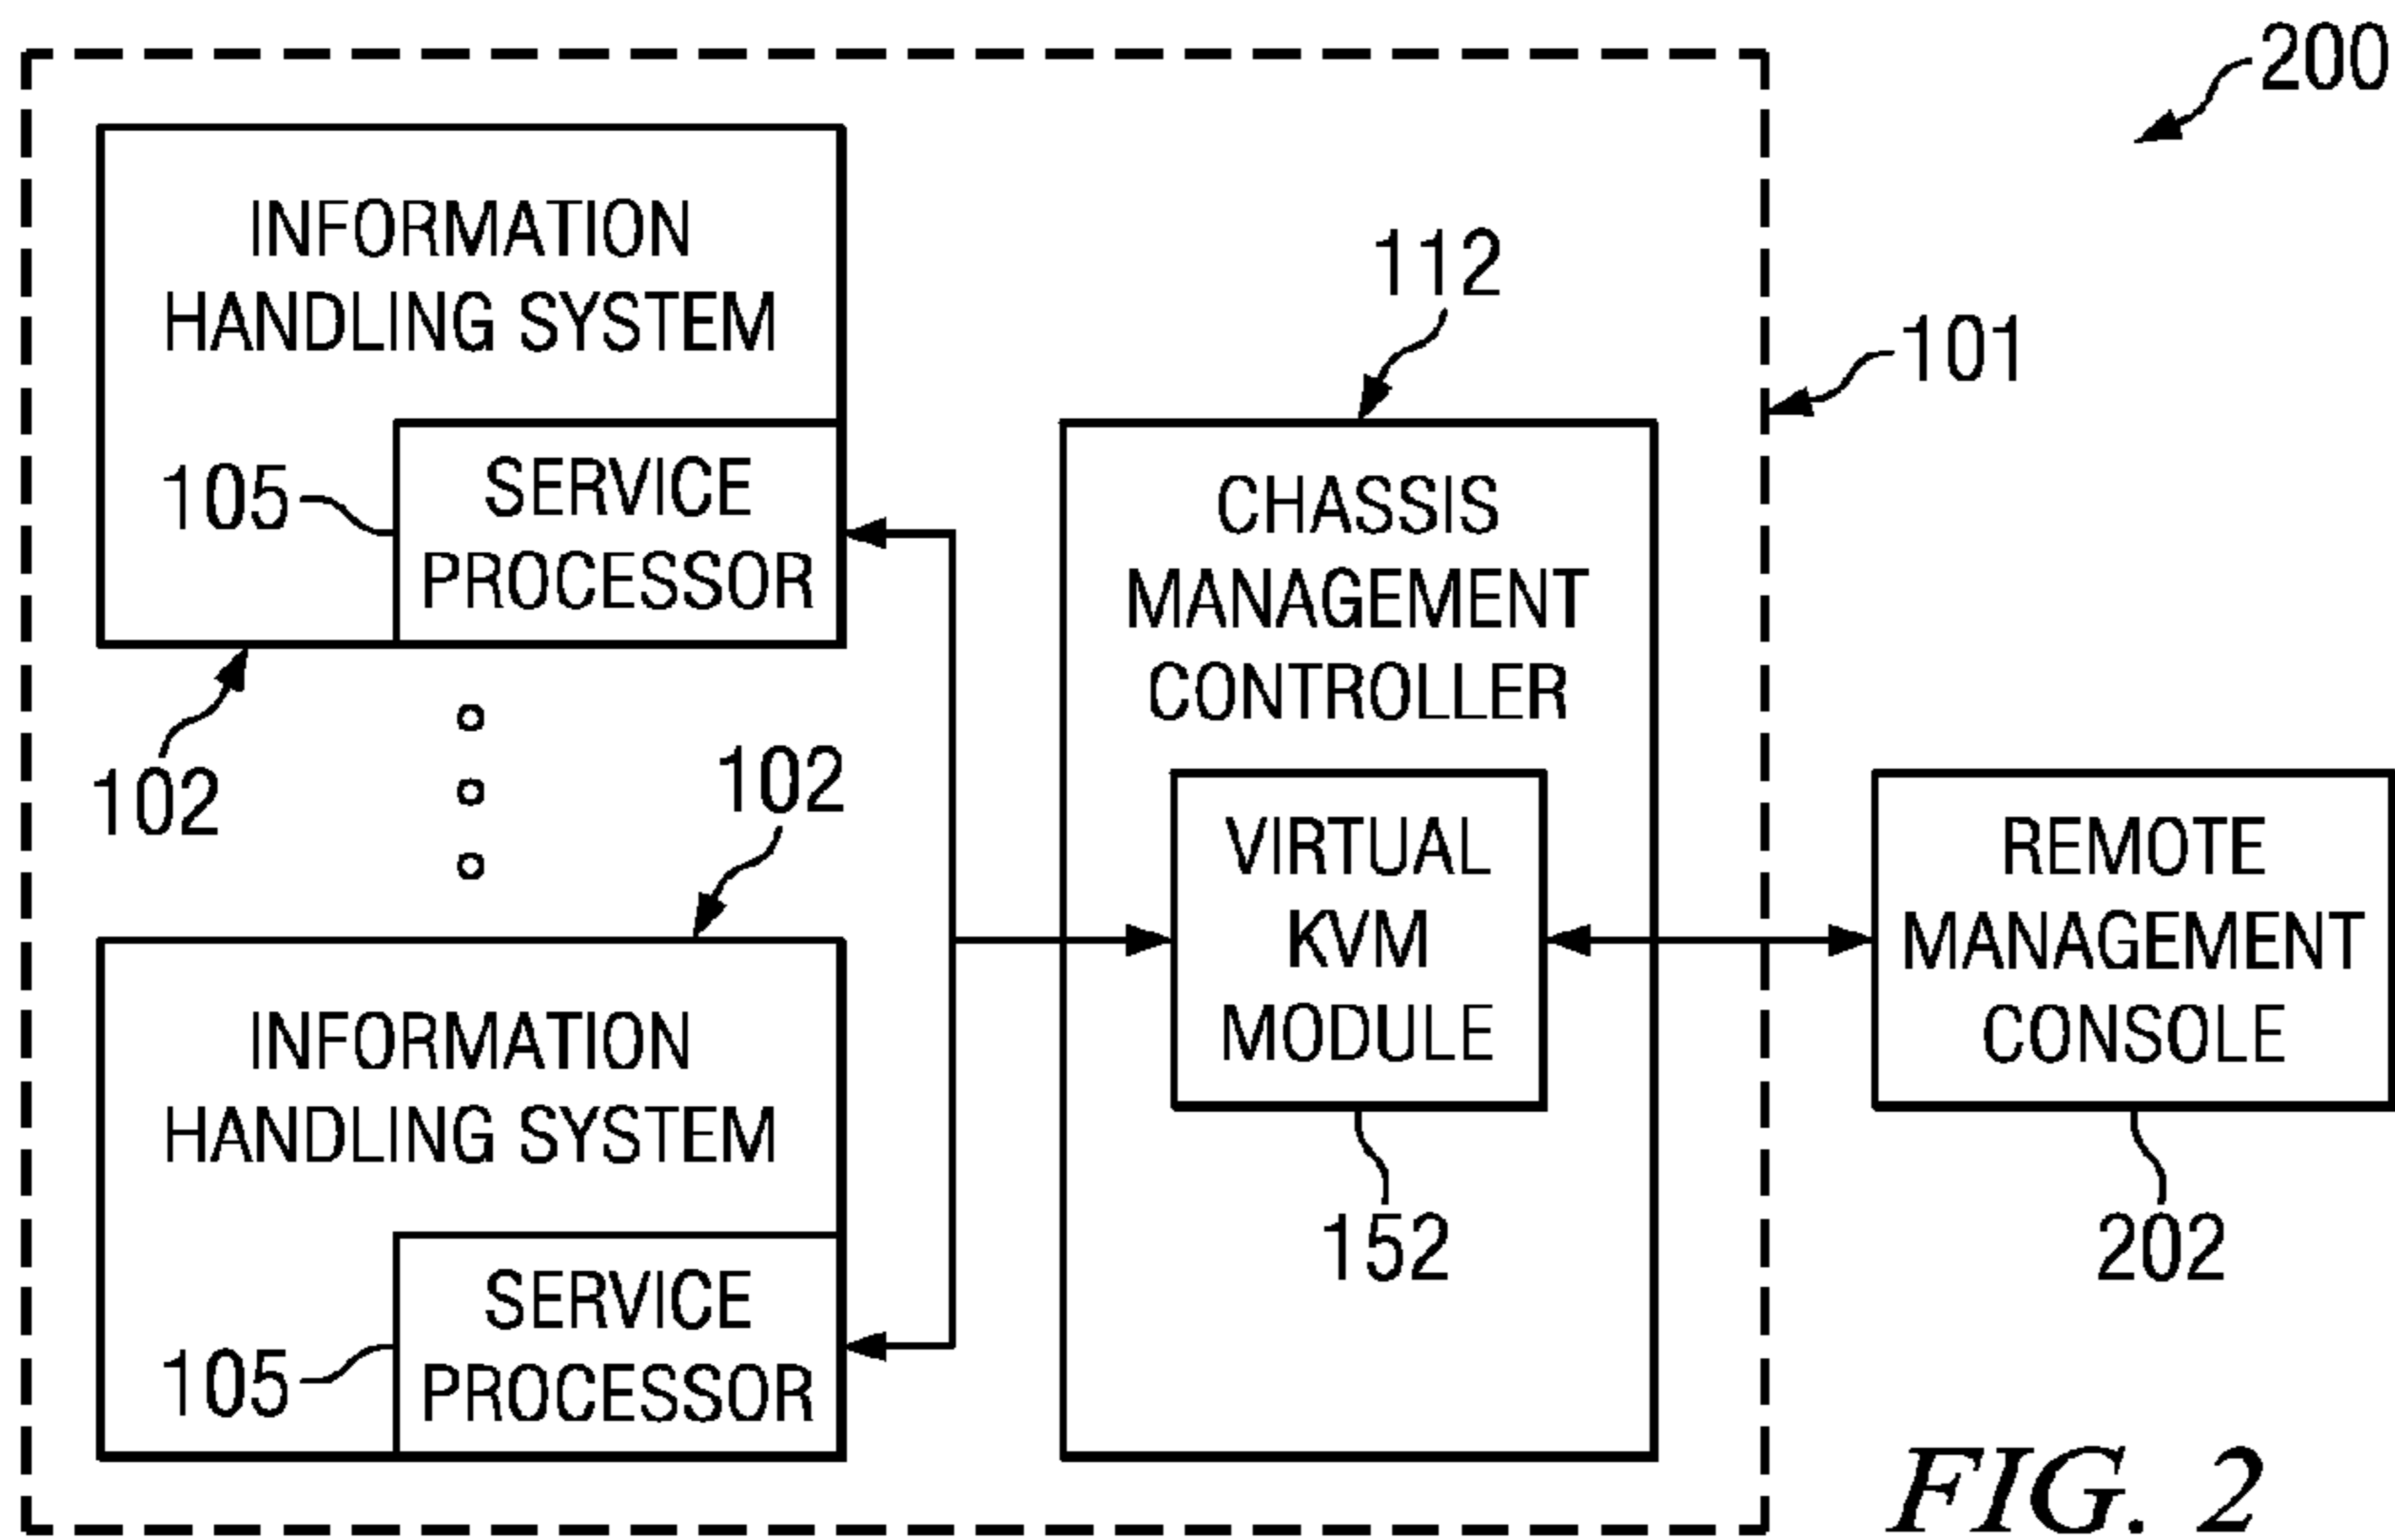 200
INFORMATION
HANDLING SYSTEM
105
SERVICE
PROCESSOR
102
102
INFORMATION
HANDLING SYSTEM
105
SERVICE
PROCESSOR
112
CHASSIS
MANAGEMENT
CONTROLLER
VIRTUAL
KVM
MODULE
152
101
REMOTE
MANAGEMENT
CONSOLE
202
FIG. 2